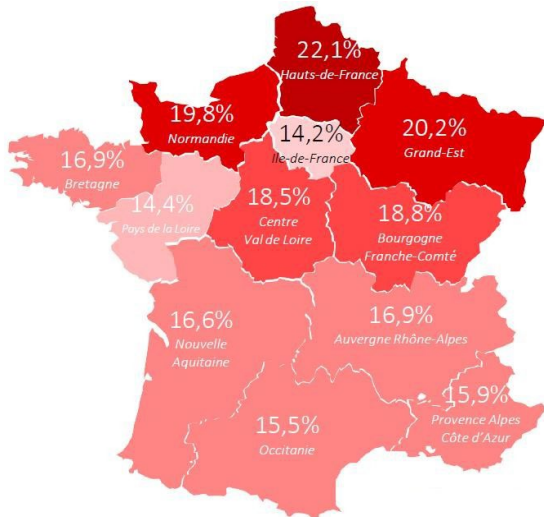 22,1%
Hauts-de-France
19,8%
Normandie
14,2%
Ile-de-France
20,2%
Grand-Est
16,9%
Bretagne
14,4%
Pays de la Loire
18,5%
Centre
Val de Loire
18,8%
Bourgogne
Franche-Comté
16,6%
Nouvelle
Aquitaine
16,9%
Auvergne Rhône-Alpes
15,9%
Provence Alpes
Côte d'Azur
15,5%
Occitanie